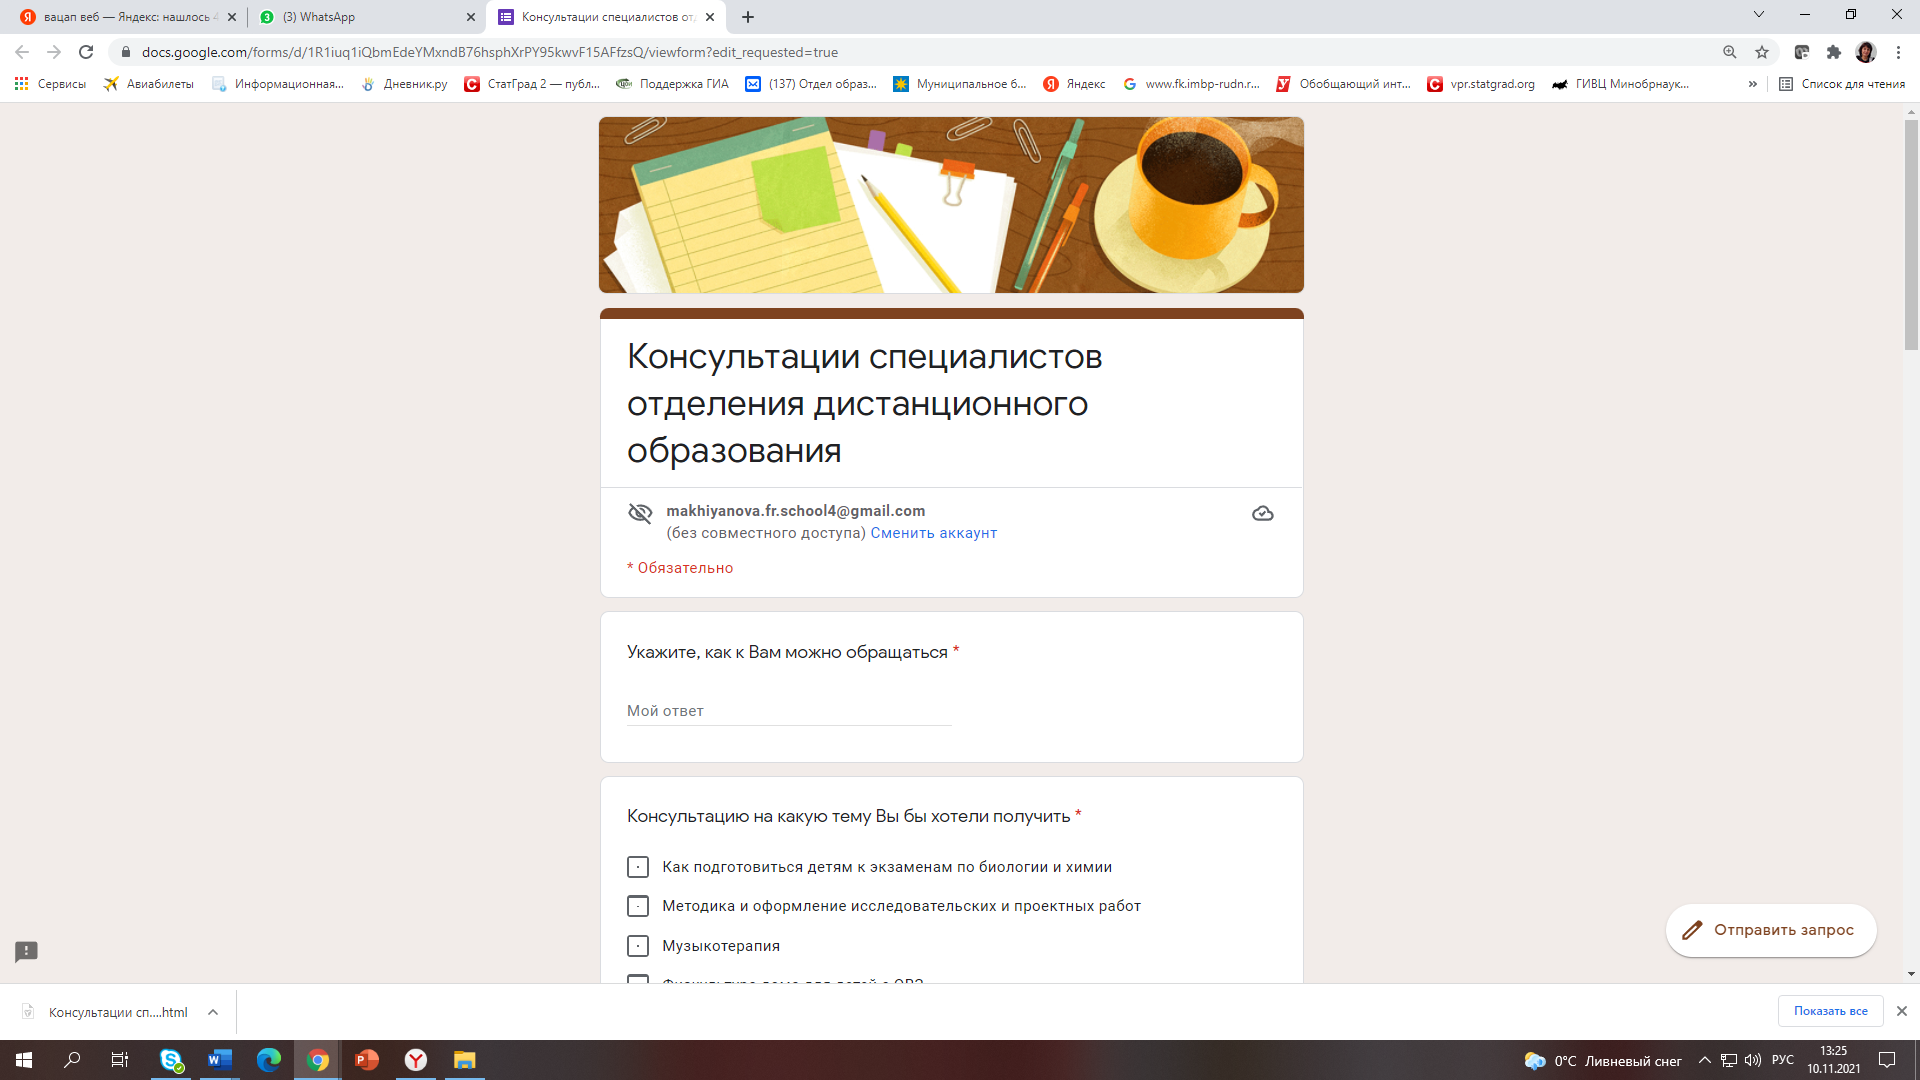 вацап веб — Яндекс: нашлось 4
(3) WhatsApp
Консультации специалистов от
docs.google.com/forms/d/1R1iuq1iQbmEdeYMxndB76hsphXrPY95kwvF15AFfzsQ/viewform?edit_requested=true
Сервисы Авиабилеты Информационная... Дневник.ру СтатГрад 2 — публ... Поддержка ГИА (137) Отдел образ... Муниципальное б... Яндекс www.fk.imbp-rudn.r... Обобщающий инт... vpr.statgrad.org ГИВЦ Минобрнаук... » Список для чтения
Консультации специалистов
отделения дистанционного
образования
makhiyanova.fr.school4@gmail.com
(без совместного доступа) Сменить аккаунт
* Обязательно
Укажите, как к Вам можно обращаться *
Мой ответ
Консультацию на какую тему Вы бы хотели получить *
Как подготовиться детям к экзаменам по биологии и химии
Методика и оформление исследовательских и проектных работ
Музыкотерапия
Отправить запрос
Консультации сп....html
Показать все
0°C Ливневый снег
РУС
13:25
10.11.2021